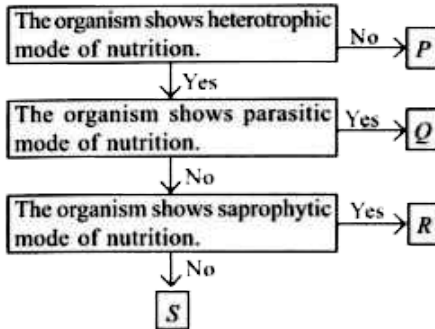 The organism shows heterotrophic
mode of nutrition.
No
P
Yes
The organism shows parasitic
mode of nutrition.
Yes
Q
No
The organism shows saprophytic
mode of nutrition.
Yes
R
No
S